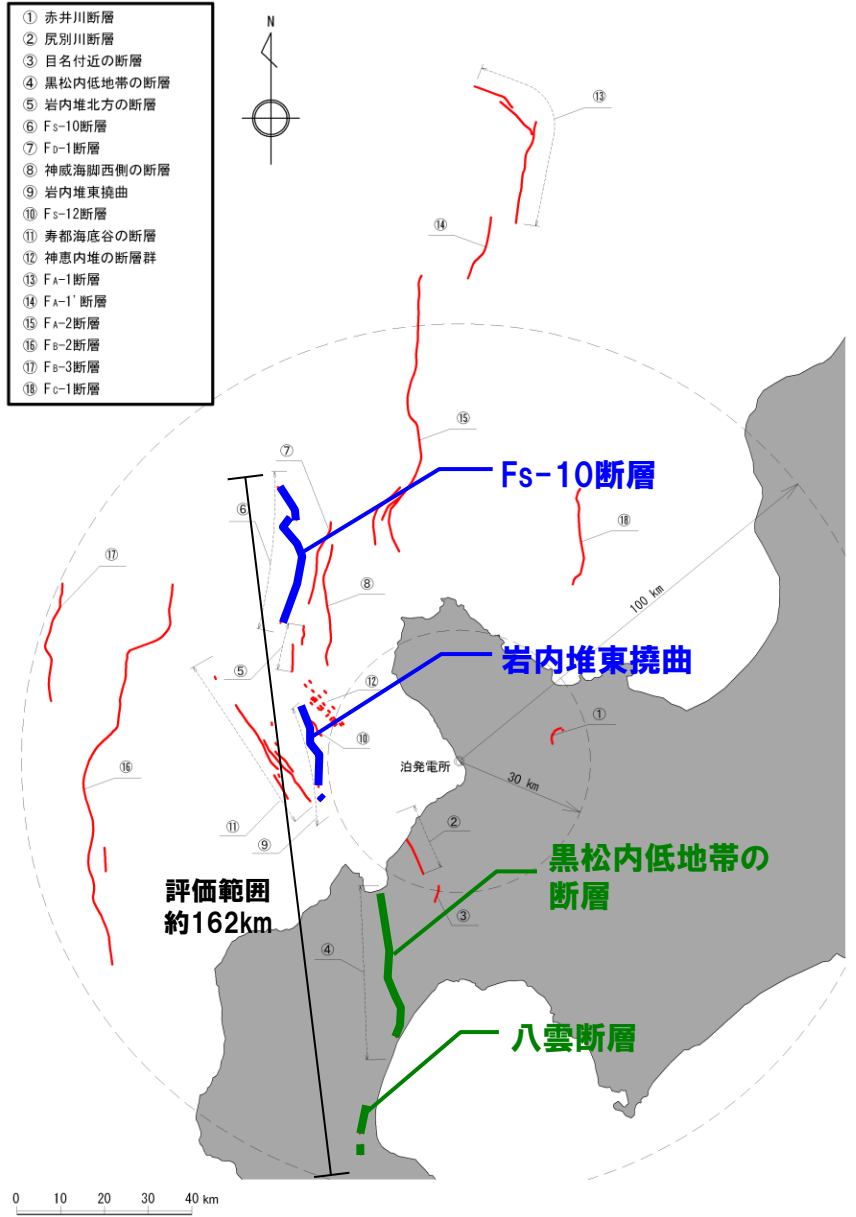 ① 赤井川断層
② 尻別川断層
③ 目名付近の断層
④ 黒松内低地帯の断層
⑤ 岩内堆北方の断層
⑥ Fs-10断層
⑦ FD-1断層
⑧ 神威海脚西側の断層
⑨ 岩内堆東撓曲
⑩ Fs-12断層
⑪ 寿都海底谷の断層
⑫ 神恵内堆の断層群
⑬ FA-1断層
⑭ FA-1'断層
⑮ FA-2断層
⑯ FB-2断層
⑰ FB-3断層
⑱ FC-1断層
N
⑬
⑭
⑮
⑦
Fs-10断層
⑥
⑱
⑰
⑧
100 km
⑤
岩内堆東撓曲
⑫
①
⑩
泊発電所
⑯
30 km
⑪
②
⑨
黒松内低地帯の
断層
評価範囲
約162km
③
④
八雲断層
0 10 20 30 40 km